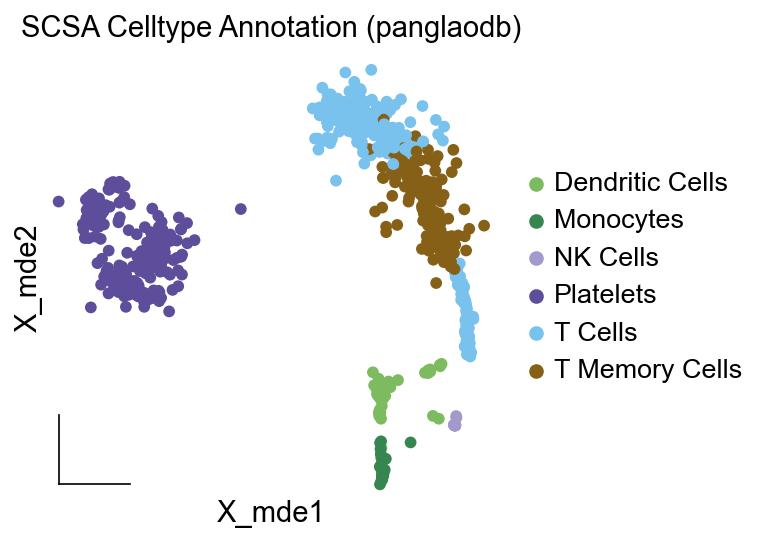 SCSA Celltype Annotation (panglaodb)
Dendritic Cells
Monocytes
NK Cells
Platelets
T Cells
T Memory Cells
X_mde2
X_mde1